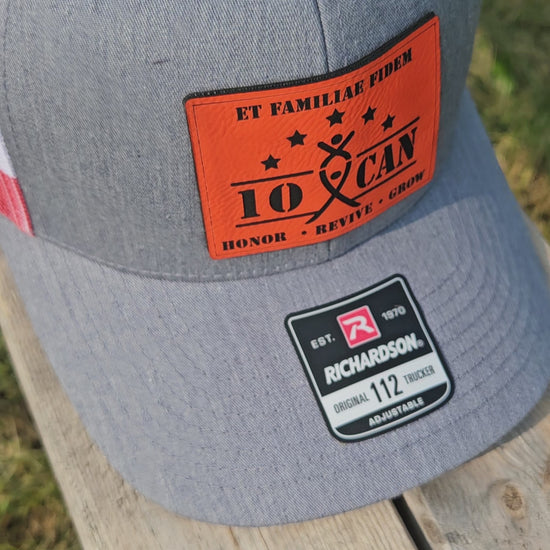 ET FAMILIAE FIDEM
10 CAN
HONOR • REVIVE • GROW
EST. R 1970
RICHARDSON®
ORIGINAL 112 TRUCKER
ADJUSTABLE